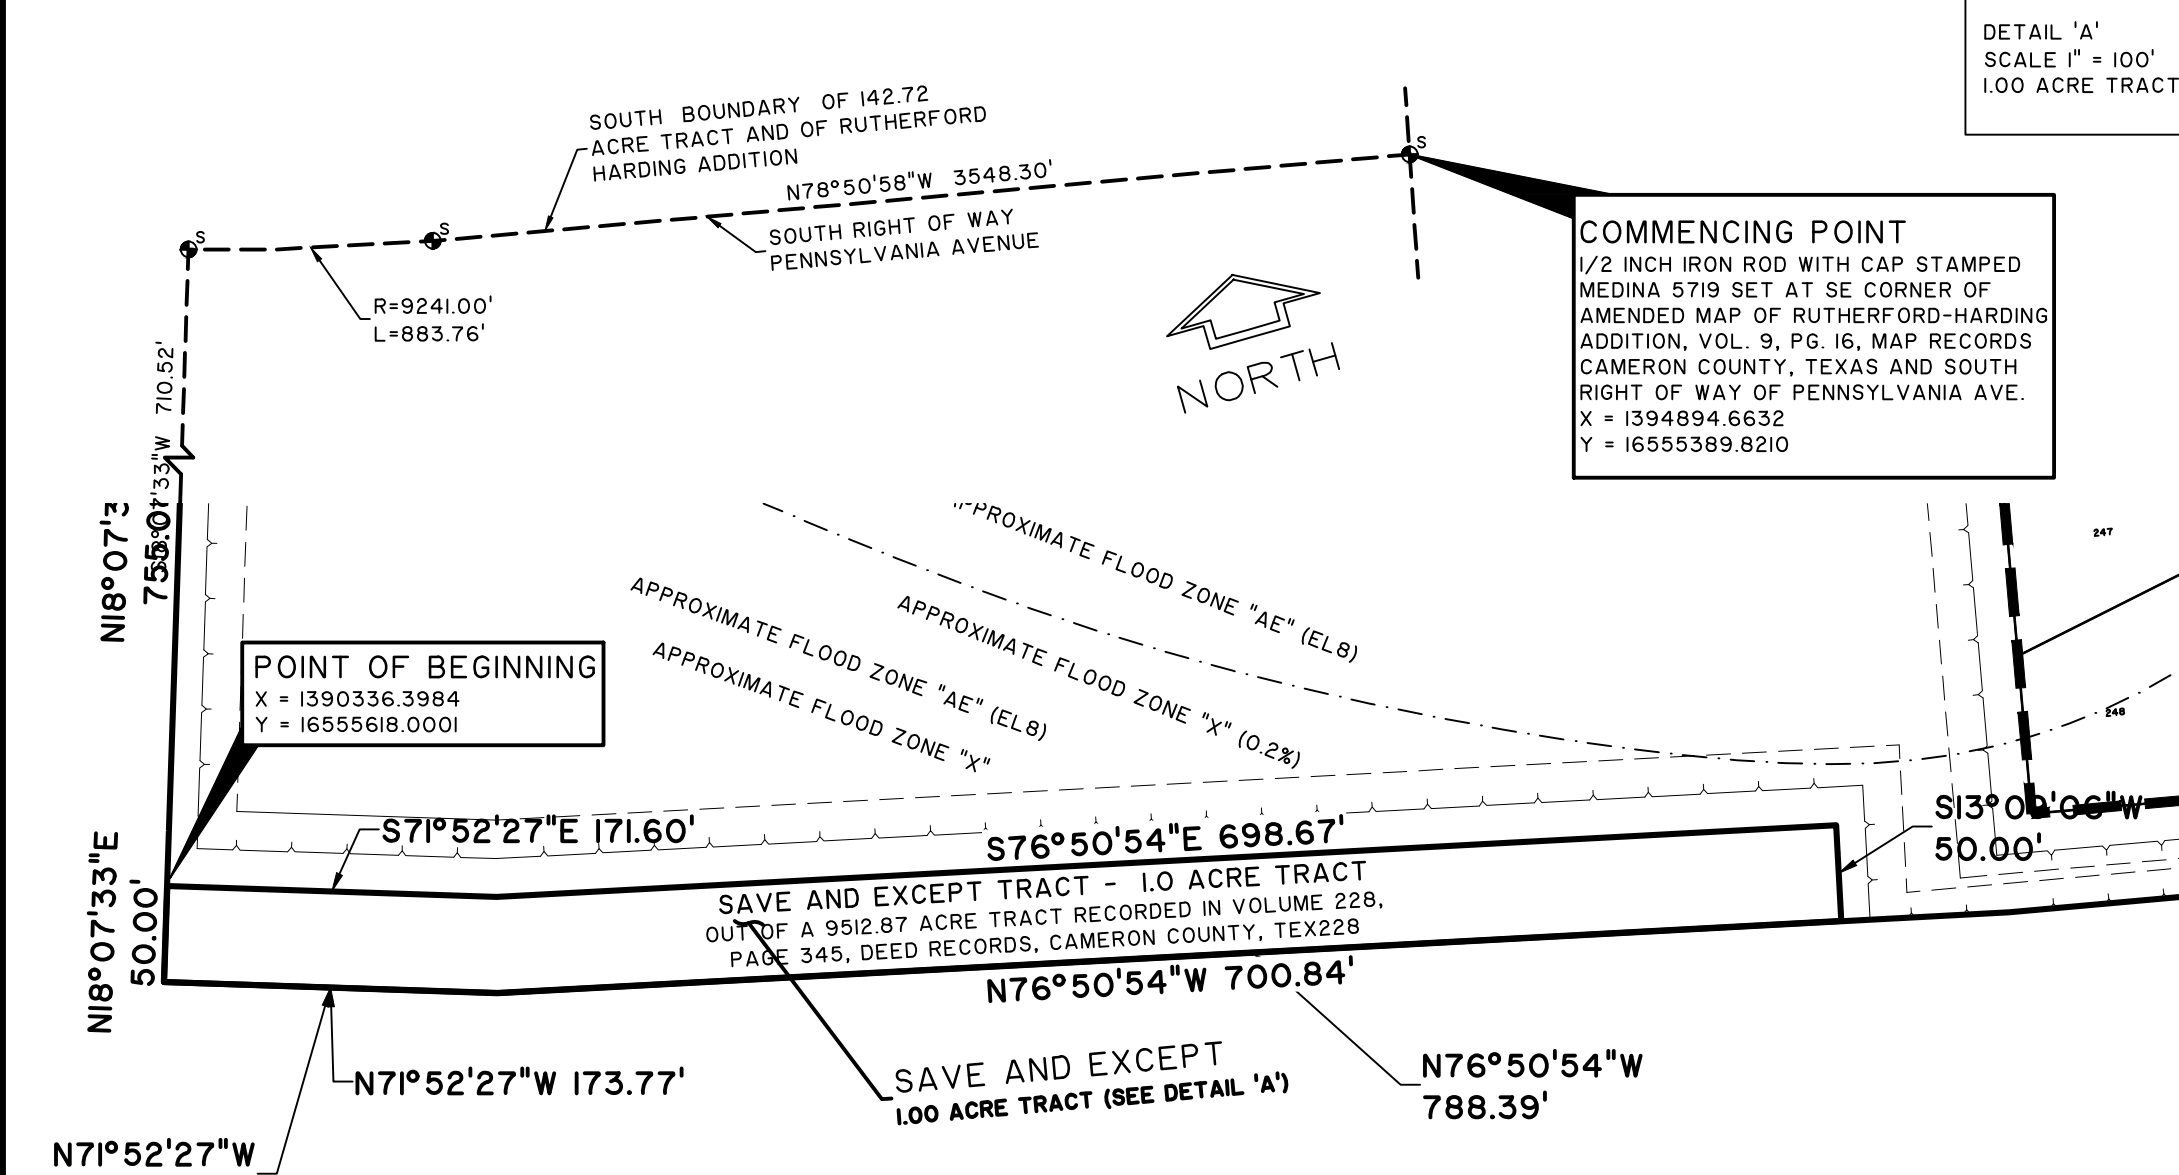 DETAIL 'A'
SCALE 1" = 100'
1.00 ACRE TRACT
SOUTH BOUNDARY OF 142.72
ACRE TRACT AND OF RUTHERFORD
HARDING ADDITION
N78°50'58"W 3548.30'
SOUTH RIGHT OF WAY
PENNSYLVANIA AVENUE
S
S
S
R=9241.00'
L=883.76'
NORTH
COMMENCING POINT
1/2 INCH IRON ROD WITH CAP STAMPED
MEDINA 5719 SET AT SE CORNER OF
AMENDED MAP OF RUTHERFORD-HARDING
ADDITION, VOL. 9, PG. 16, MAP RECORDS
CAMERON COUNTY, TEXAS AND SOUTH
RIGHT OF WAY OF PENNSYLVANIA AVE.
X = 1394894.6632
Y = 16555389.8210
710.52'
N18°07'3
755.0
APPROXIMATE FLOOD ZONE "AE" (EL8)
APPROXIMATE FLOOD ZONE "X" (0.2%)
APPROXIMATE FLOOD ZONE "AE" (EL8)
APPROXIMATE FLOOD ZONE "X"
247
248
POINT OF BEGINNING
X = 1390336.3984
Y = 16555618.0001
S71°52'27"E 171.60'
S76°50'54"E 698.67'
S13°09'06"W
50.00'
SAVE AND EXCEPT TRACT - 1.0 ACRE TRACT
OUT OF A 9512.87 ACRE TRACT RECORDED IN VOLUME 228,
PAGE 345, DEED RECORDS, CAMERON COUNTY, TEX228
N18°07'33"E
50.00'
N76°50'54"W 700.84'
N71°52'27"W 173.77'
SAVE AND EXCEPT
1.00 ACRE TRACT (SEE DETAIL 'A')
N76°50'54"W
788.39'
N71°52'27"W